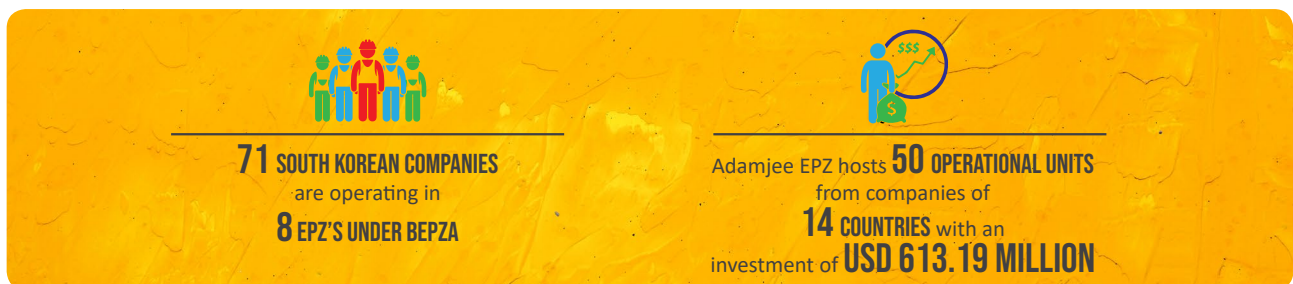 $$$
$
71 SOUTH KOREAN COMPANIES
are operating in
8 EPZ'S UNDER BEPZA
Adamjee EPZ hosts 50 OPERATIONAL UNITS
from companies of
14 COUNTRIES with an
investment of USD 613.19 MILLION